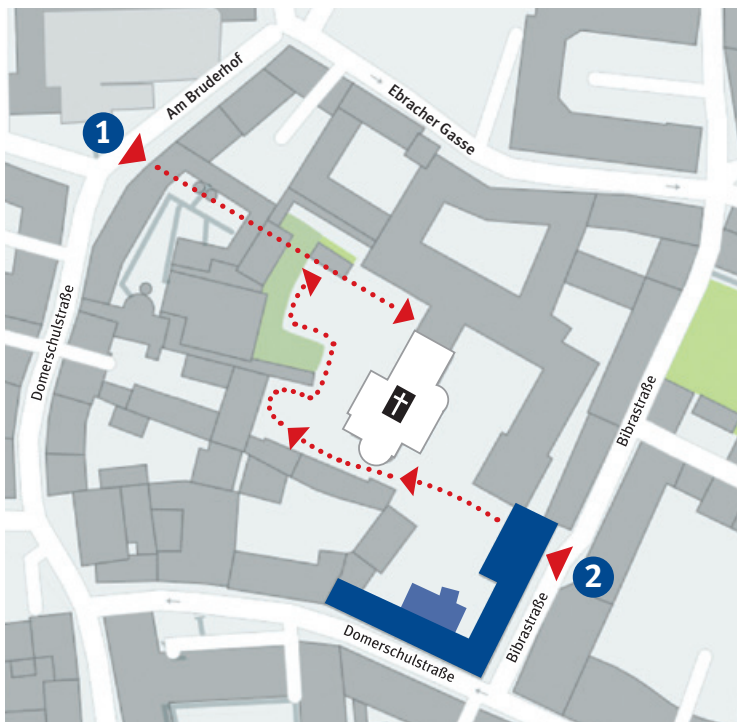 Am Bruderhof
Ebracher Gasse
1
Domerschulstraße
Bibrastraße
2
Bibrastraße
Domerschulstraße